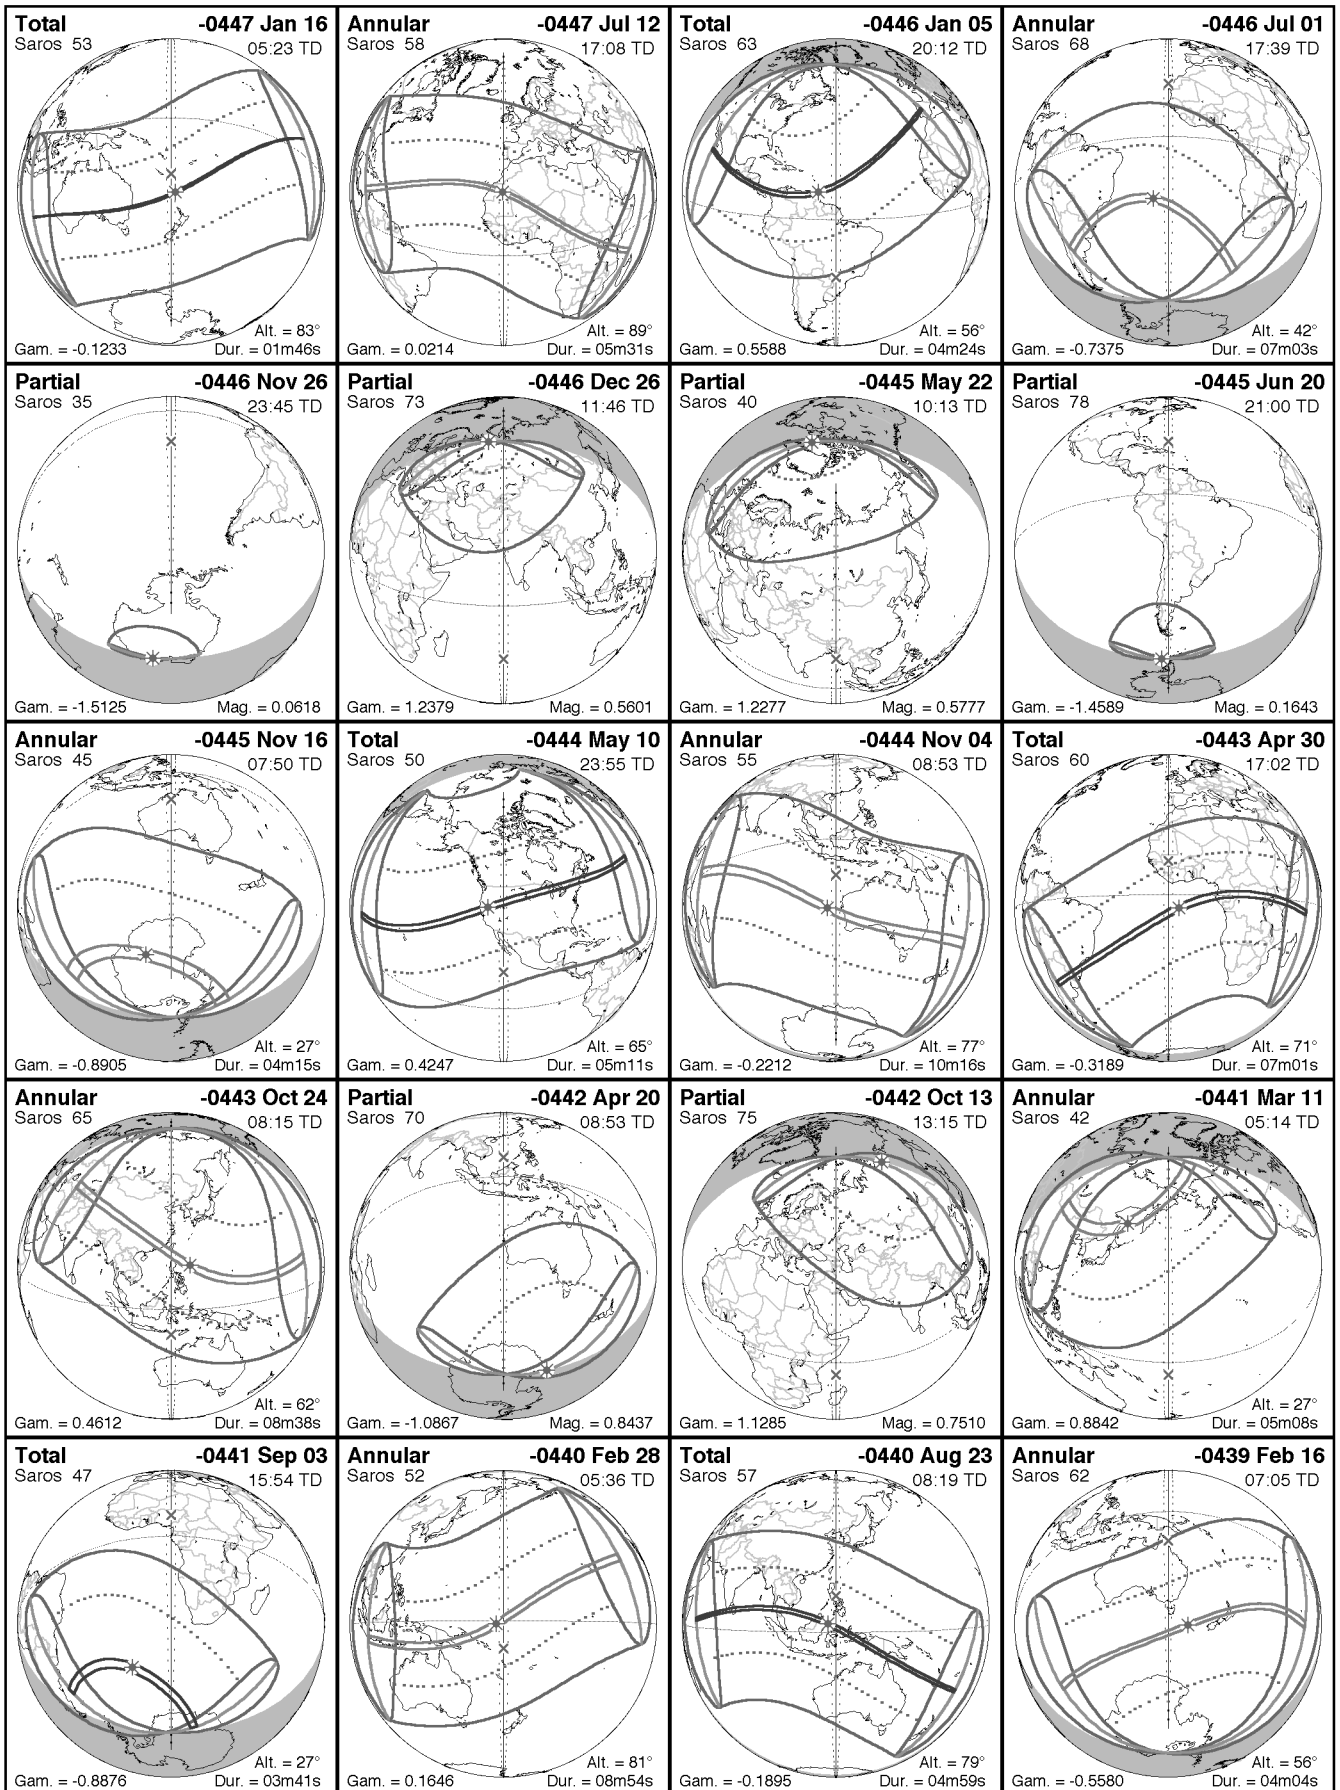 Total -0447 Jan 16
Saros 53 05:23 TD
Alt. = 83°
Gam. = -0.1233 Dur. = 01m46s
Annular -0447 Jul 12
Saros 58 17:08 TD
Alt. = 89°
Gam. = 0.0214 Dur. = 05m31s
Total -0446 Jan 05
Saros 63 20:12 TD
Alt. = 56°
Gam. = 0.5588 Dur. = 04m24s
Annular -0446 Jul 01
Saros 68 17:39 TD
Alt. = 42°
Gam. = -0.7375 Dur. = 07m03s
Partial -0446 Nov 26
Saros 35 23:45 TD
Gam. = -1.5125 Mag. = 0.0618
Partial -0446 Dec 26
Saros 73 11:46 TD
Gam. = 1.2379 Mag. = 0.5601
Partial -0445 May 22
Saros 40 10:13 TD
Gam. = 1.2277 Mag. = 0.5777
Partial -0445 Jun 20
Saros 78 21:00 TD
Gam. = -1.4589 Mag. = 0.1643
Annular -0445 Nov 16
Saros 45 07:50 TD
Alt. = 27°
Gam. = -0.8905 Dur. = 04m15s
Total -0444 May 10
Saros 50 23:55 TD
Alt. = 65°
Gam. = 0.4247 Dur. = 05m11s
Annular -0444 Nov 04
Saros 55 08:53 TD
Alt. = 77°
Gam. = -0.2212 Dur. = 10m16s
Total -0443 Apr 30
Saros 60 17:02 TD
Alt. = 71°
Gam. = -0.3189 Dur. = 07m01s
Annular -0443 Oct 24
Saros 65 08:15 TD
Alt. = 62°
Gam. = 0.4612 Dur. = 08m38s
Partial -0442 Apr 20
Saros 70 08:53 TD
Gam. = -1.0867 Mag. = 0.8437
Partial -0442 Oct 13
Saros 75 13:15 TD
Gam. = 1.1285 Mag. = 0.7510
Annular -0441 Mar 11
Saros 42 05:14 TD
Alt. = 27°
Gam. = 0.8842 Dur. = 05m08s
Total -0441 Sep 03
Saros 47 15:54 TD
Alt. = 27°
Gam. = -0.8876 Dur. = 03m41s
Annular -0440 Feb 28
Saros 52 05:36 TD
Alt. = 81°
Gam. = 0.1646 Dur. = 08m54s
Total -0440 Aug 23
Saros 57 08:19 TD
Alt. = 79°
Gam. = -0.1895 Dur. = 04m59s
Annular -0439 Feb 16
Saros 62 07:05 TD
Alt. = 56°
Gam. = -0.5580 Dur. = 04m04s